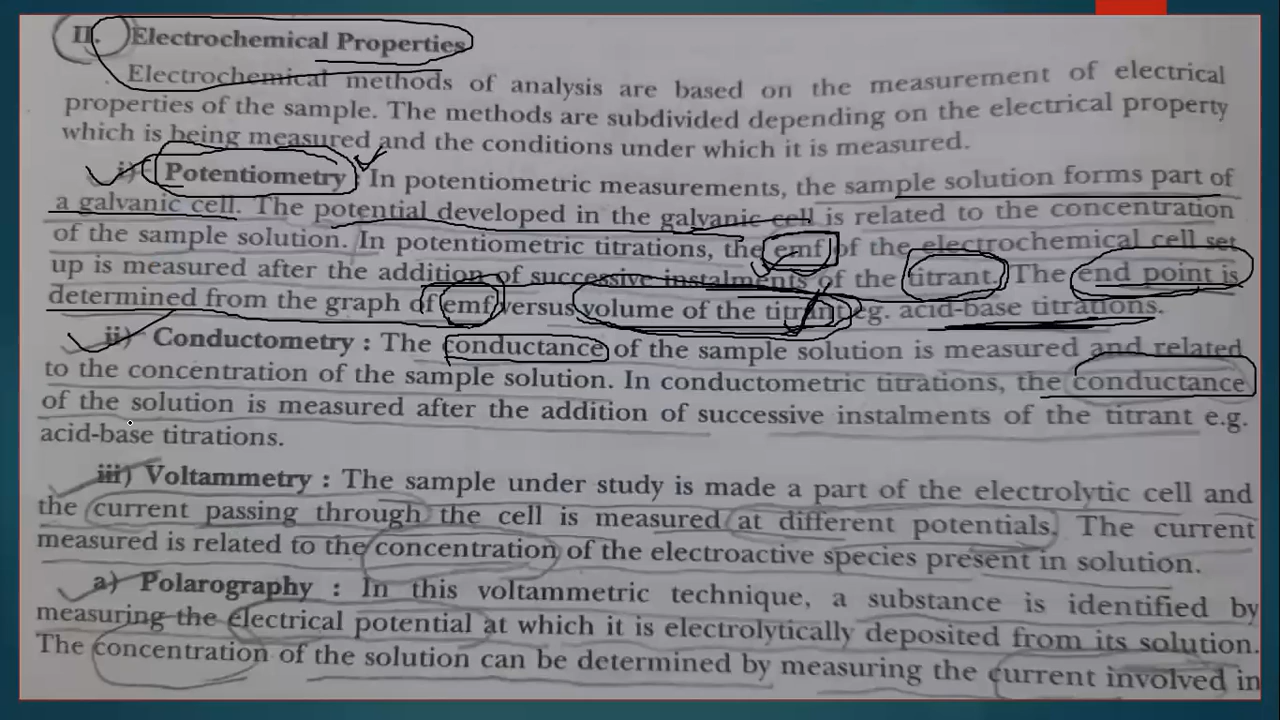 II. Electrochemical Properties
Electrochemical methods of analysis are based on the measurement of electrical
properties of the sample. The methods are subdivided depending on the electrical property
which is being measured and the conditions under which it is measured.
i) Potentiometry In potentiometric measurements, the sample solution forms part of
a galvanic cell. The potential developed in the galvanic cell is related to the concentration
of the sample solution. In potentiometric titrations, the emf of the electrochemical cell set
up is measured after the addition of successive instalments of the titrant. The end point is
determined from the graph of emf versus volume of the titrant eg. acid-base titrations.
ii) Conductometry : The conductance of the sample solution is measured and related
to the concentration of the sample solution. In conductometric titrations, the conductance
of the solution is measured after the addition of successive instalments of the titrant e.g.
acid-base titrations.
iii) Voltammetry : The sample under study is made a part of the electrolytic cell and
the current passing through the cell is measured at different potentials. The current
measured is related to the concentration of the electroactive species present in solution.
a) Polarography : In this voltammetric technique, a substance is identified by
measuring the electrical potential at which it is electrolytically deposited from its solution.
The concentration of the solution can be determined by measuring the current involved in